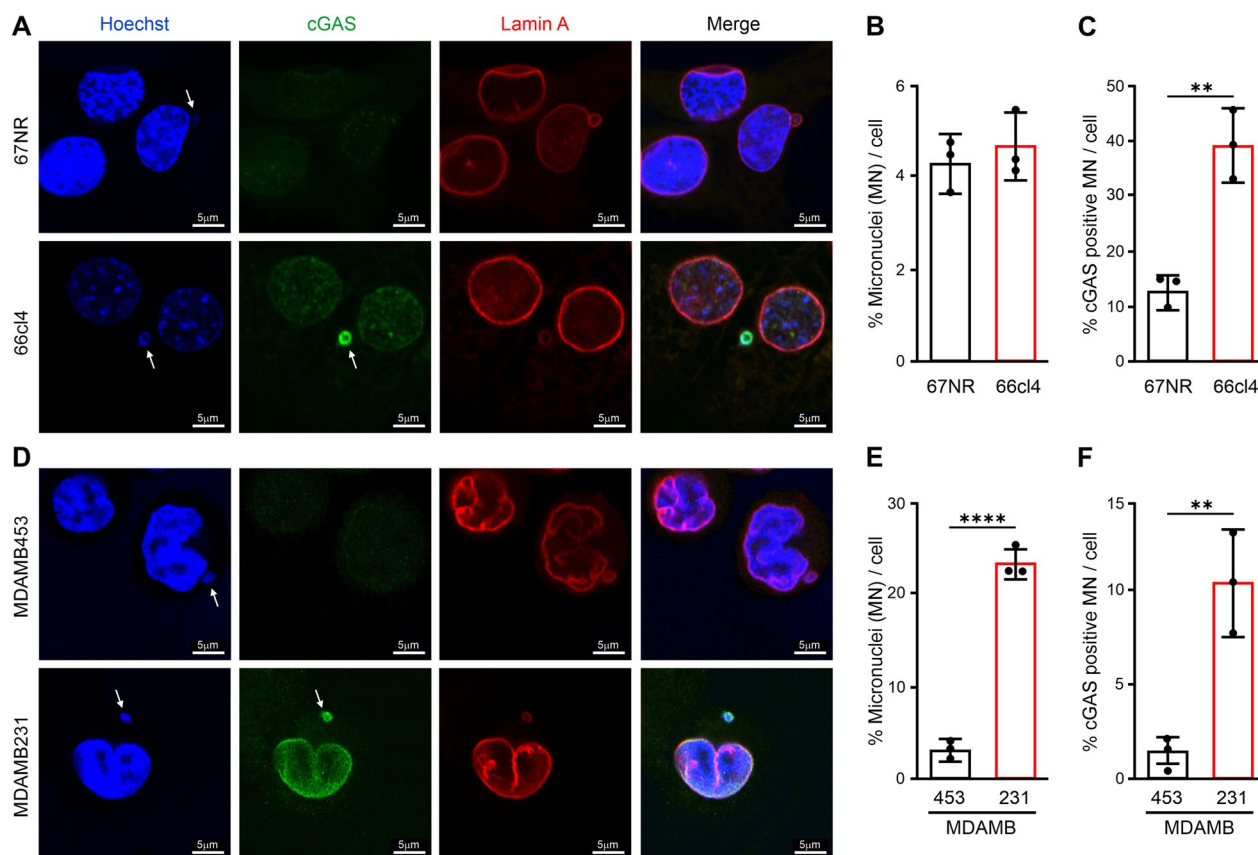 A
Hoechst
cGAS
Lamin A
Merge
67NR
5µm
5µm
5µm
5µm
66cl4
5µm
5µm
5µm
5µm
B
% Micronuclei (MN) / cell
6
4
2
0
67NR
66cl4
C
% cGAS positive MN / cell
50
40
30
20
10
0
**
67NR
66cl4
D
MDAMB453
5µm
5µm
5µm
5µm
MDAMB231
5µm
5µm
5µm
5µm
E
% Micronuclei (MN) / cell
30
20
10
0
****
453
231
MDAMB
F
% cGAS positive MN / cell
15
10
5
0
**
453
231
MDAMB